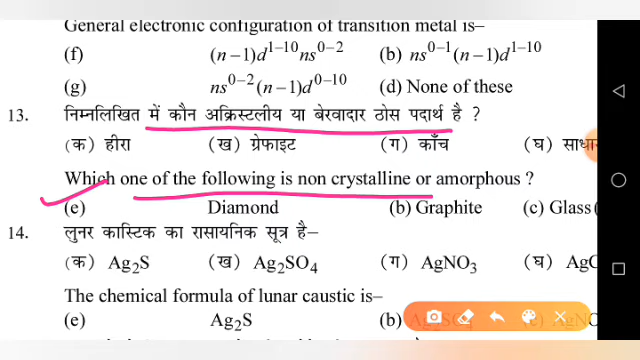 General electronic configuration of transition metal is–
(f) (n−1)d¹⁻¹⁰ns⁰⁻² (b) ns⁰⁻¹(n−1)d¹⁻¹⁰
(g) ns⁰⁻²(n−1)d⁰⁻¹⁰ (d) None of these
13. निम्नलिखित में कौन अक्रिस्टलीय या बेरवादार ठोस पदार्थ है ?
(क) हीरा (ख) ग्रेफाइट (ग) काँच (घ) साधा
Which one of the following is non crystalline or amorphous ?
(e) Diamond (b) Graphite (c) Glass (
14. लुनर कास्टिक का रासायनिक सूत्र है–
(क) Ag₂S (ख) Ag₂SO₄ (ग) AgNO₃ (घ) AgC
The chemical formula of lunar caustic is–
(e) Ag₂S (b) Ag₂SO₄ (c) AgNO